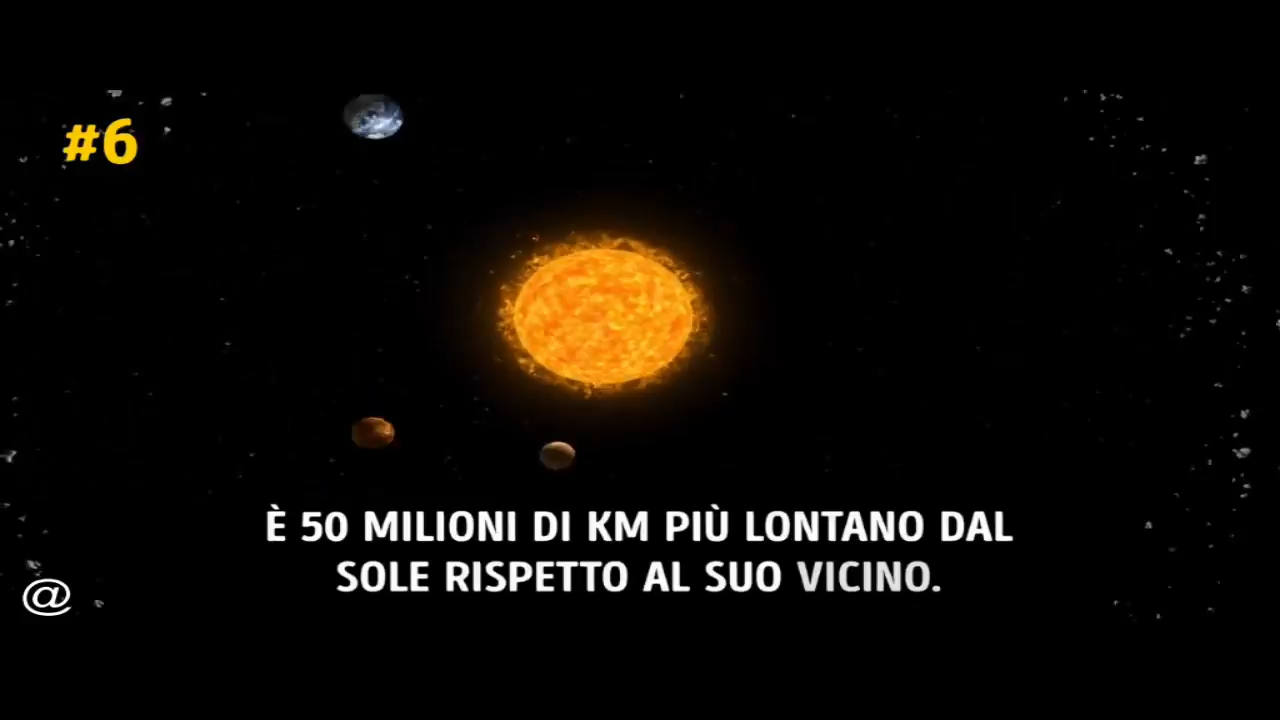 #6
È 50 MILIONI DI KM PIÙ LONTANO DAL
SOLE RISPETTO AL SUO VICINO.
@